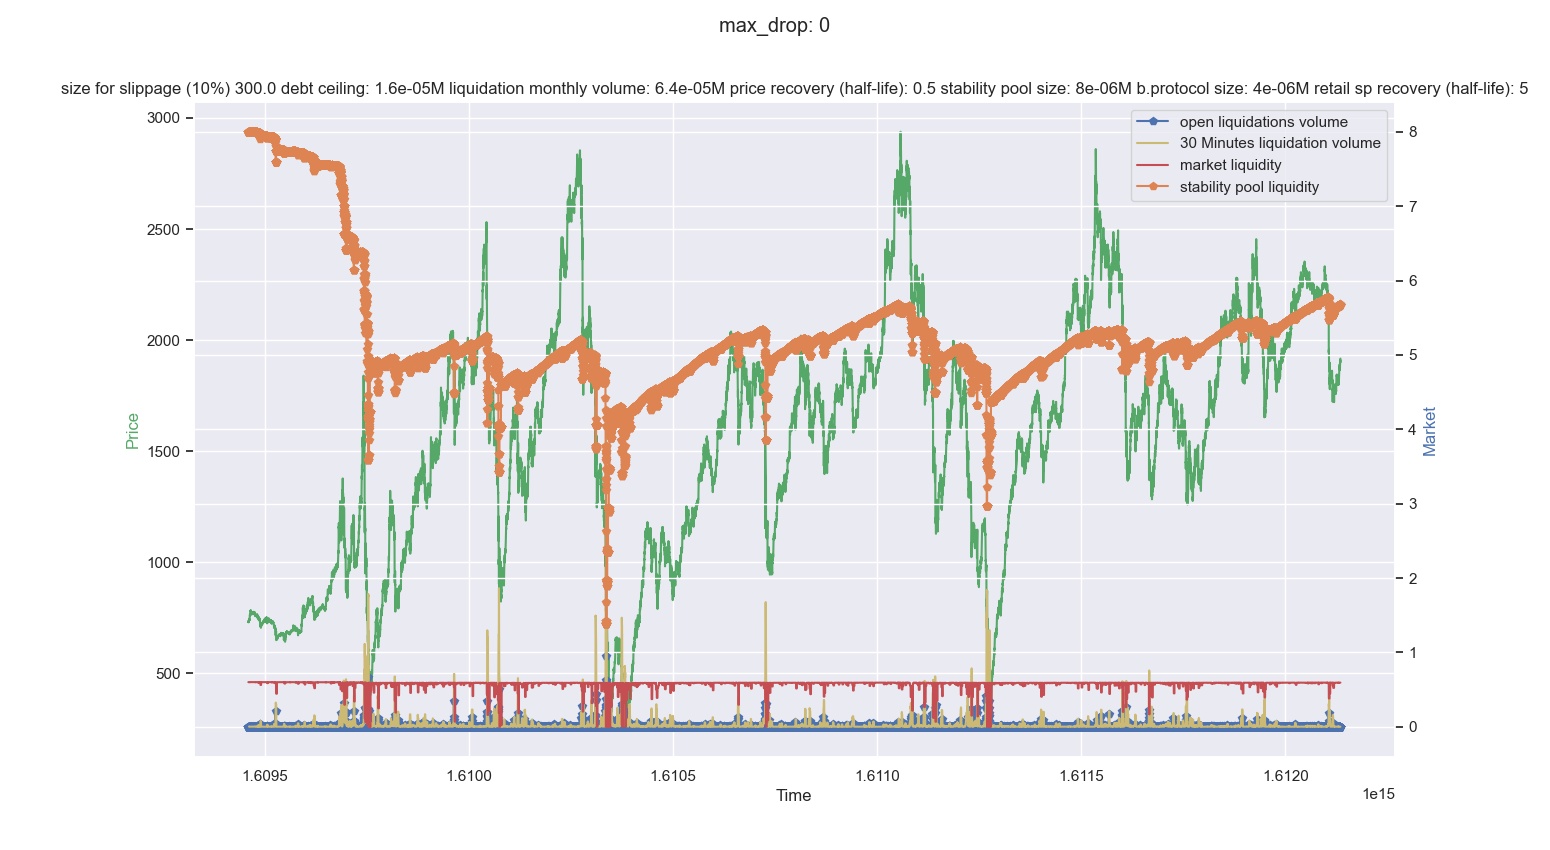 max_drop: 0
size for slippage (10%) 300.0 debt ceiling: 1.6e-05M liquidation monthly volume: 6.4e-05M price recovery (half-life): 0.5 stability pool size: 8e-06M b.protocol size: 4e-06M retail sp recovery (half-life): 5
open liquidations volume
30 Minutes liquidation volume
market liquidity
stability pool liquidity
3000
2500
2000
1500
1000
500
Price
8
7
6
5
4
3
2
1
0
Market
1.6095 1.6100 1.6105 1.6110 1.6115 1.6120
1e15
Time